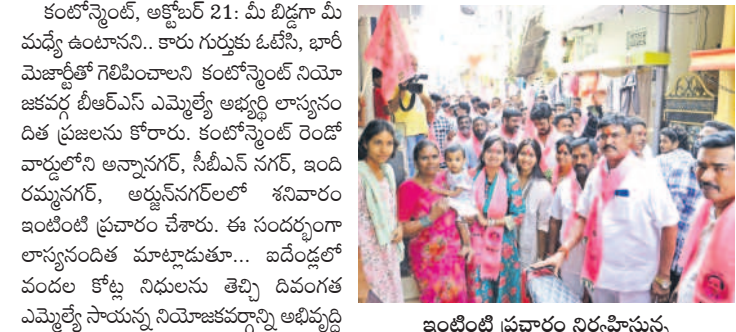 కంటోన్మెంట్, అక్టోబర్ 21: మీ బిడ్డగా మీ
మధ్యే ఉంటానని.. కారు గుర్తుకు ఓటేసి, భారీ
మెజార్టీతో గెలిపించాలని కంటోన్మెంట్ నియో
జకవర్గ బీఆర్ఎస్ ఎమ్మెల్యే అభ్యర్థి లాస్యనం
దిత ప్రజలను కోరారు. కంటోన్మెంట్ రెండో
వార్డులోని అన్నానగర్, సీబీఎన్ నగర్, ఇంది
రమ్మనగర్, అర్జున్‌నగర్‌లలో శనివారం
ఇంటింటి ప్రచారం చేశారు. ఈ సందర్భంగా
లాస్యనందిత మాట్లాడుతూ... ఐదేండ్లలో
వందల కోట్ల నిధులను తెచ్చి దివంగత
ఎమ్మెల్యే సాయన్న నియోజకవర్గాన్ని అభివృద్ధి
ఇంటింటి ప్రచారం నిర్వహిస్తున్న